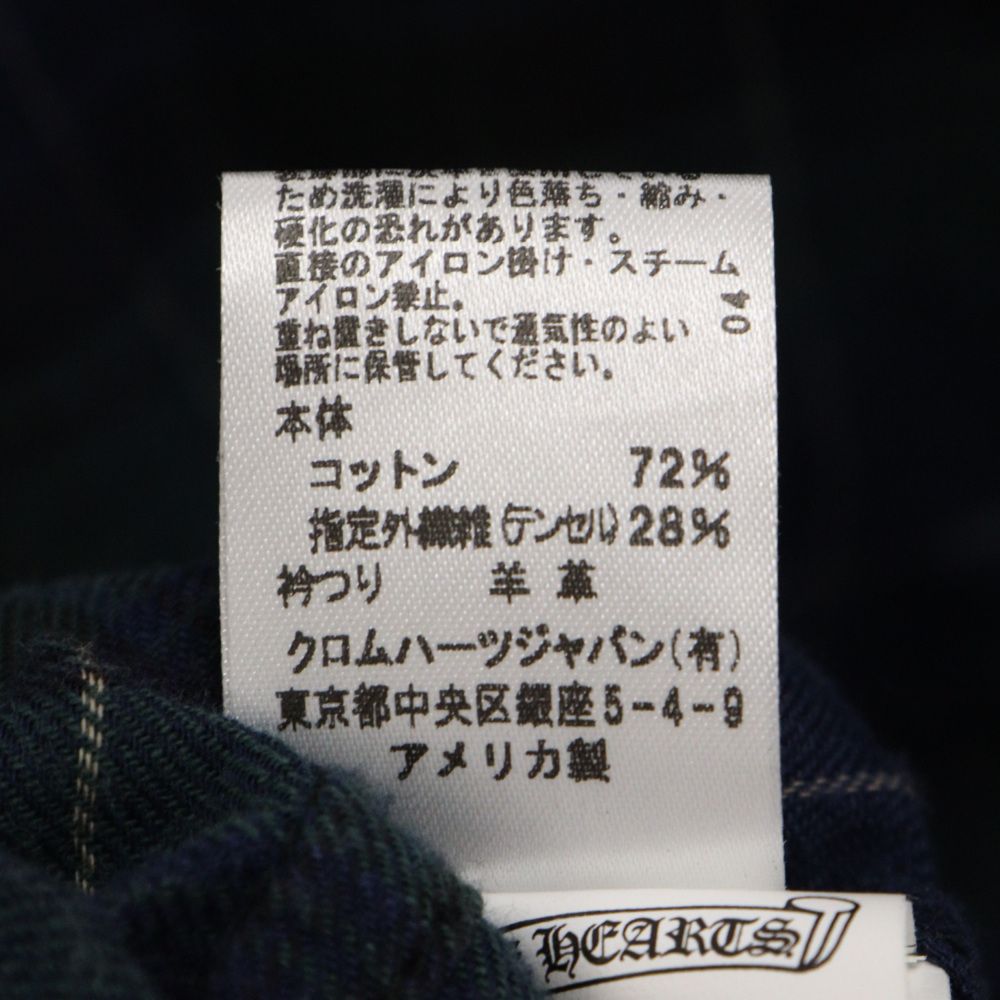 ため洗濯により色落ち・縮み・
硬化の恐れがあります。
直接のアイロン掛け・スチーム
アイロン禁止。
重ね置きしないで通気性のよい
場所に保管してください。
04
本体
コットン 72%
指定外繊維(テンセル) 28%
衿つり 羊革
クロムハーツジャパン(有)
東京都中央区銀座5-4-9
アメリカ製
HEARTS